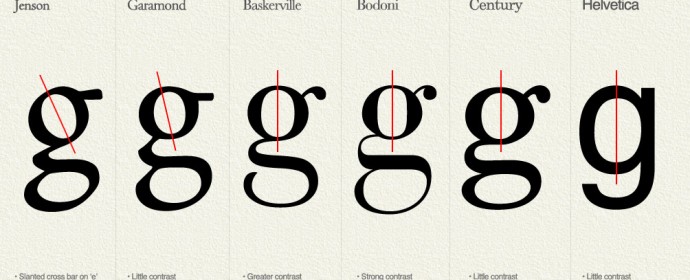 Jenson
Garamond
Baskerville
Bodoni
Century
Helvetica
g
g
g
g
g
g
• Slanted cross bar on 'e'
• Little contrast
• Greater contrast
• Strong contrast
• Little contrast
• Little contrast